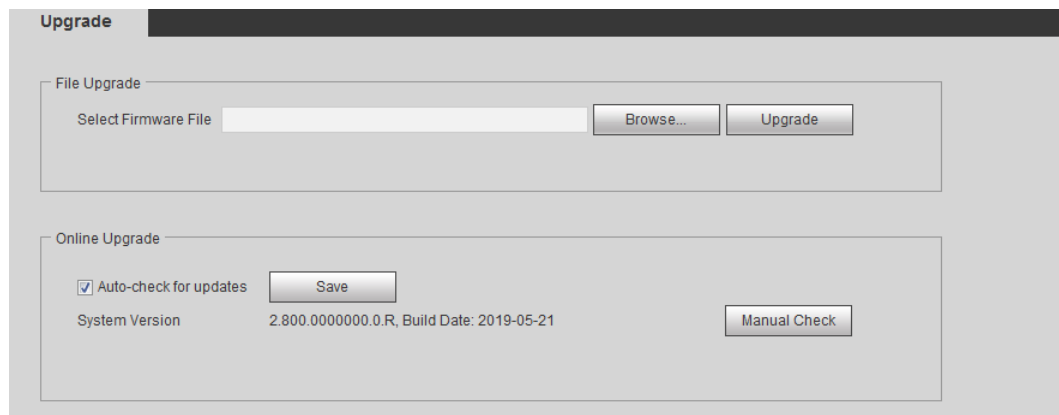 Upgrade
File Upgrade
Select Firmware File Browse... Upgrade
Online Upgrade
Auto-check for updates Save
System Version 2.800.0000000.0.R, Build Date: 2019-05-21 Manual Check